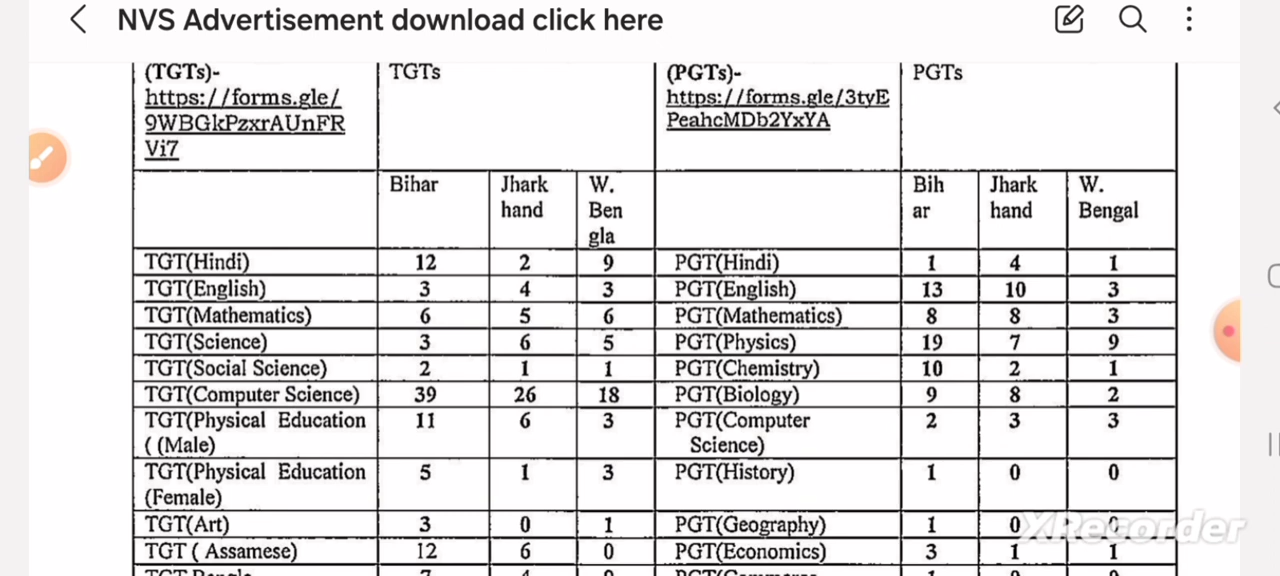 NVS Advertisement download click here
(TGTs)- TGTs (PGTs)- PGTs
https://forms.gle/ https://forms.gle/3tyE
9WBGkPzxrAUnFR PeahcMDb2YxYA
Vi7
Bihar Jhark W. Bih Jhark W.
hand Ben ar hand Bengal
gla
TGT(Hindi) 12 2 9 PGT(Hindi) 1 4 1
TGT(English) 3 4 3 PGT(English) 13 10 3
TGT(Mathematics) 6 5 6 PGT(Mathematics) 8 8 3
TGT(Science) 3 6 5 PGT(Physics) 19 7 9
TGT(Social Science) 2 1 1 PGT(Chemistry) 10 2 1
TGT(Computer Science) 39 26 18 PGT(Biology) 9 8 2
TGT(Physical Education 11 6 3 PGT(Computer 2 3 3
( (Male) Science)
TGT(Physical Education 5 1 3 PGT(History) 1 0 0
(Female)
TGT(Art) 3 0 1 PGT(Geography) 1 0 0
XRecorder
TGT ( Assamese) 12 6 0 PGT(Economics) 3 1 1